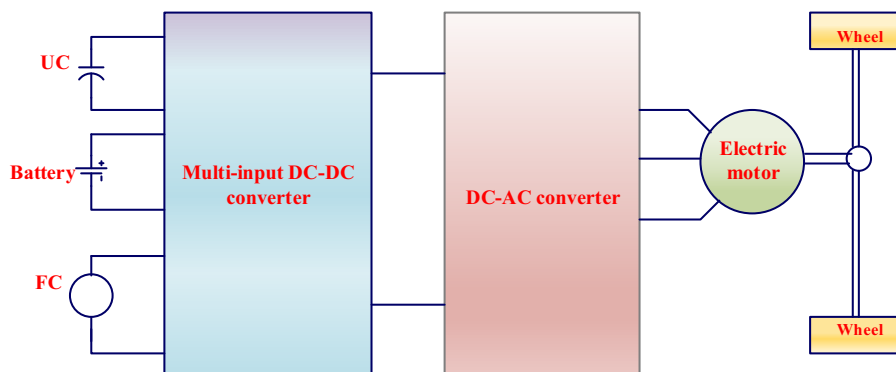 UC
Battery
FC
Multi-input DC-DC
converter
DC-AC converter
Electric
motor
Wheel
Wheel